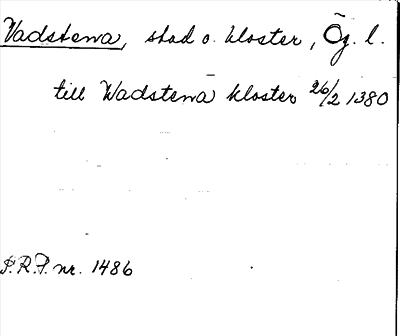 Vadstena, stad o. kloster, Ög. l.
till Wadstena kloster 26/2 1380
S.R.P. nr. 1486